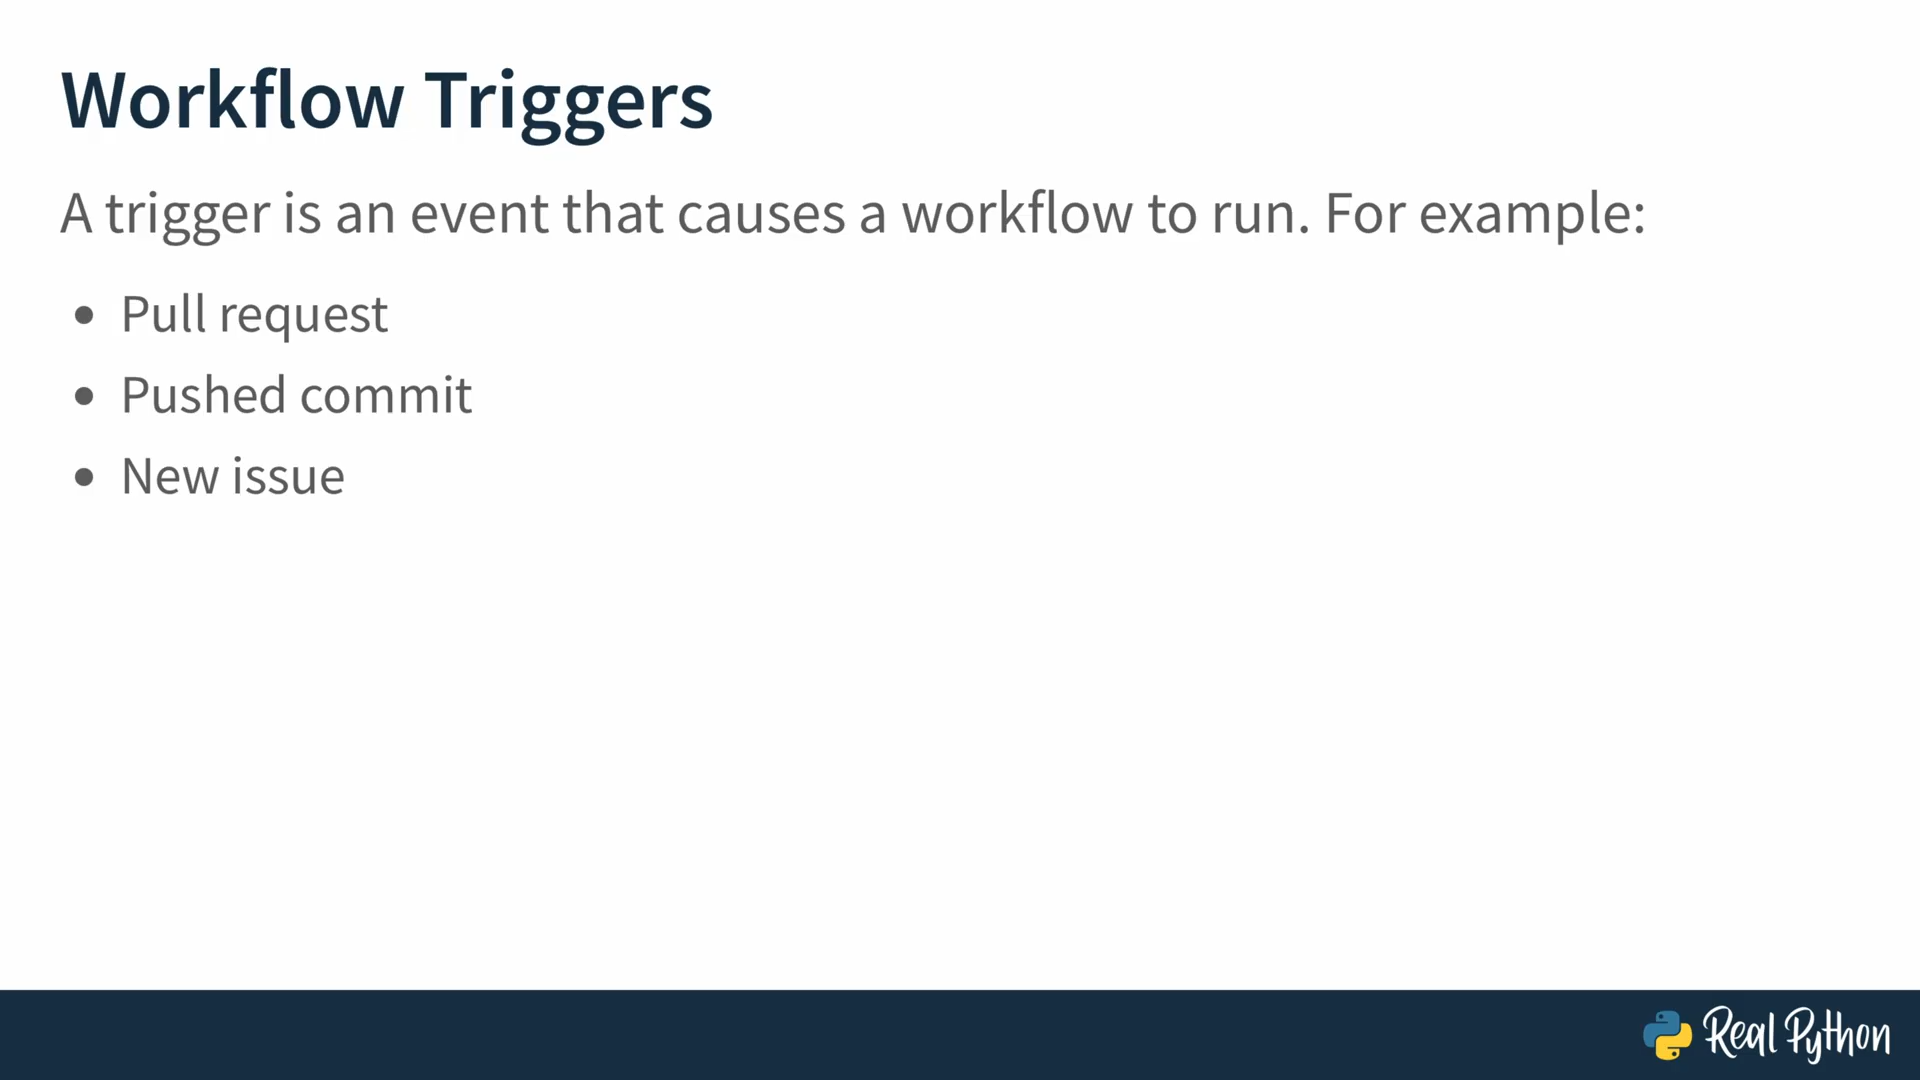 Workflow Triggers
A trigger is an event that causes a workflow to run. For example:
• Pull request
• Pushed commit
• New issue
Real Python